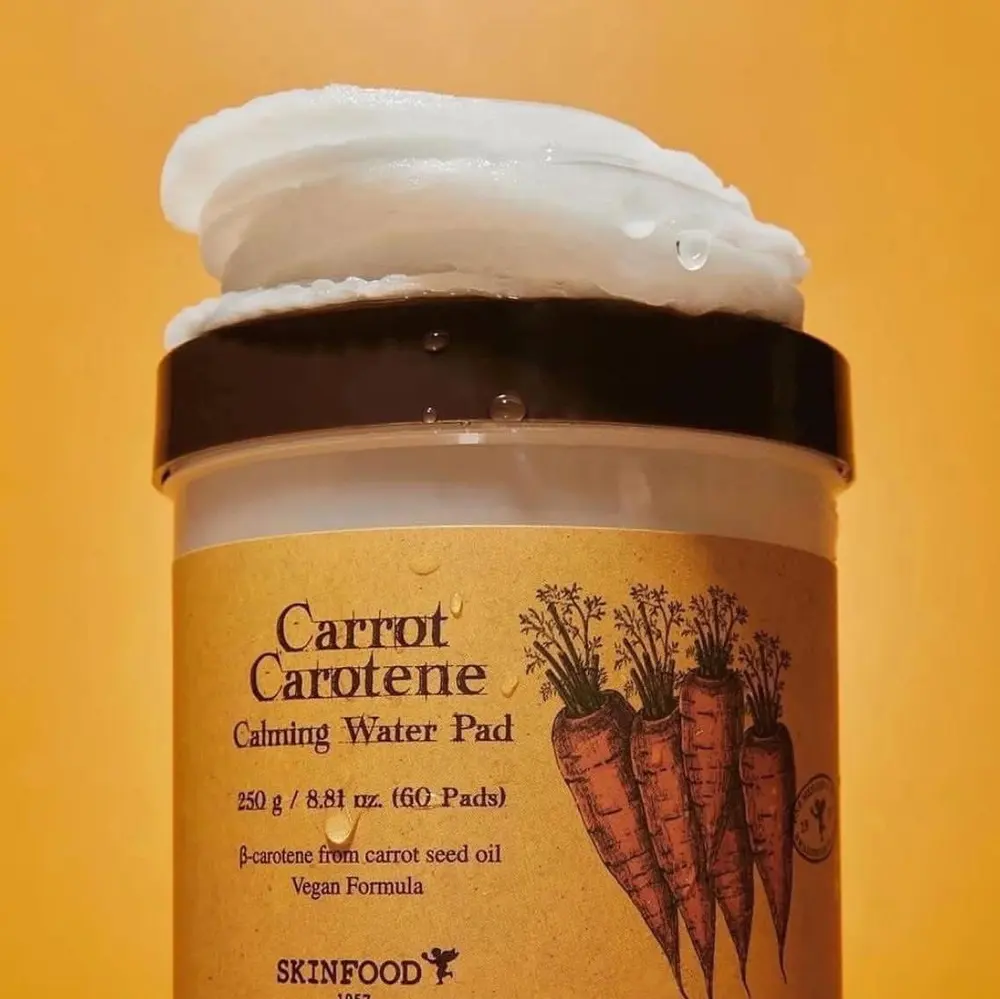 Carrot
Carotene
Calming Water Pad
250 g / 8.81 oz. (60 Pads)
β-carotene from carrot seed oil
Vegan Formula
SKINFOOD
1957